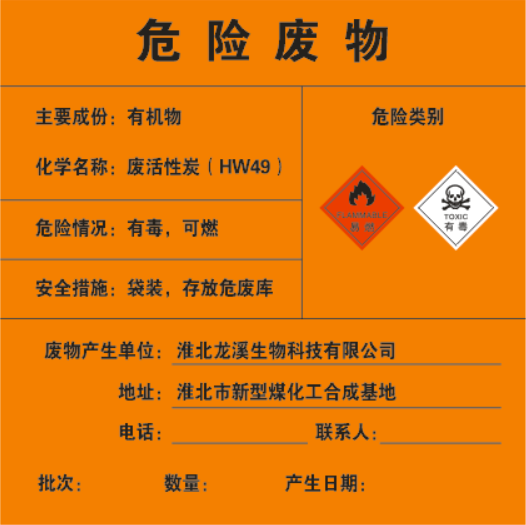 危险废物
主要成份：有机物
危险类别
化学名称：废活性炭（HW49）
FLAMMABLE
易燃
TOXIC
有毒
危险情况：有毒，可燃
安全措施：袋装，存放危废库
废物产生单位：淮北龙溪生物科技有限公司
地址：淮北市新型煤化工合成基地
电话： 联系人：
批次： 数量： 产生日期：